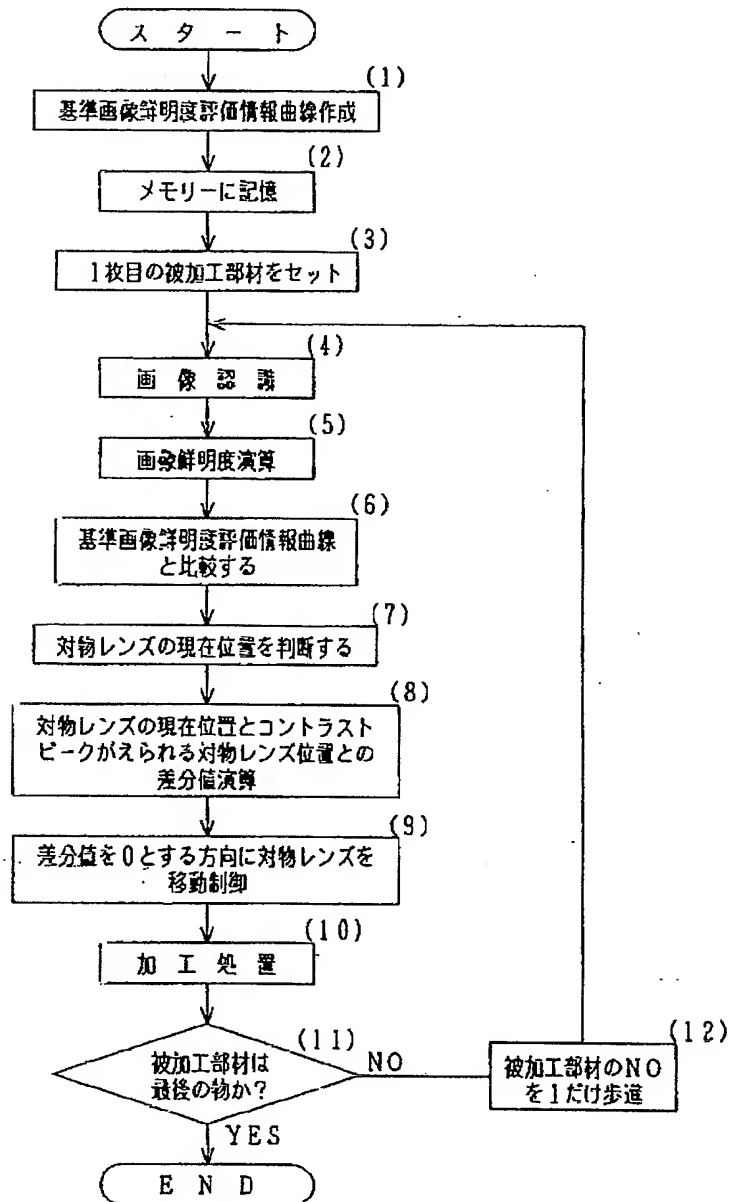 スタート
(1)
基準画像鮮明度評価情報曲線作成
(2)
メモリーに記憶
(3)
1枚目の被加工部材をセット
(4)
画像認識
(5)
画像鮮明度演算
(6)
基準画像鮮明度評価情報曲線
と比較する
(7)
対物レンズの現在位置を判断する
(8)
対物レンズの現在位置とコントラスト
ピークがえられる対物レンズ位置との
差分値演算
(9)
差分値を0とする方向に対物レンズを
移動制御
(10)
加工処置
(11)
被加工部材は
最後の物か?
NO
(12)
被加工部材のNO
を1だけ歩進
YES
END